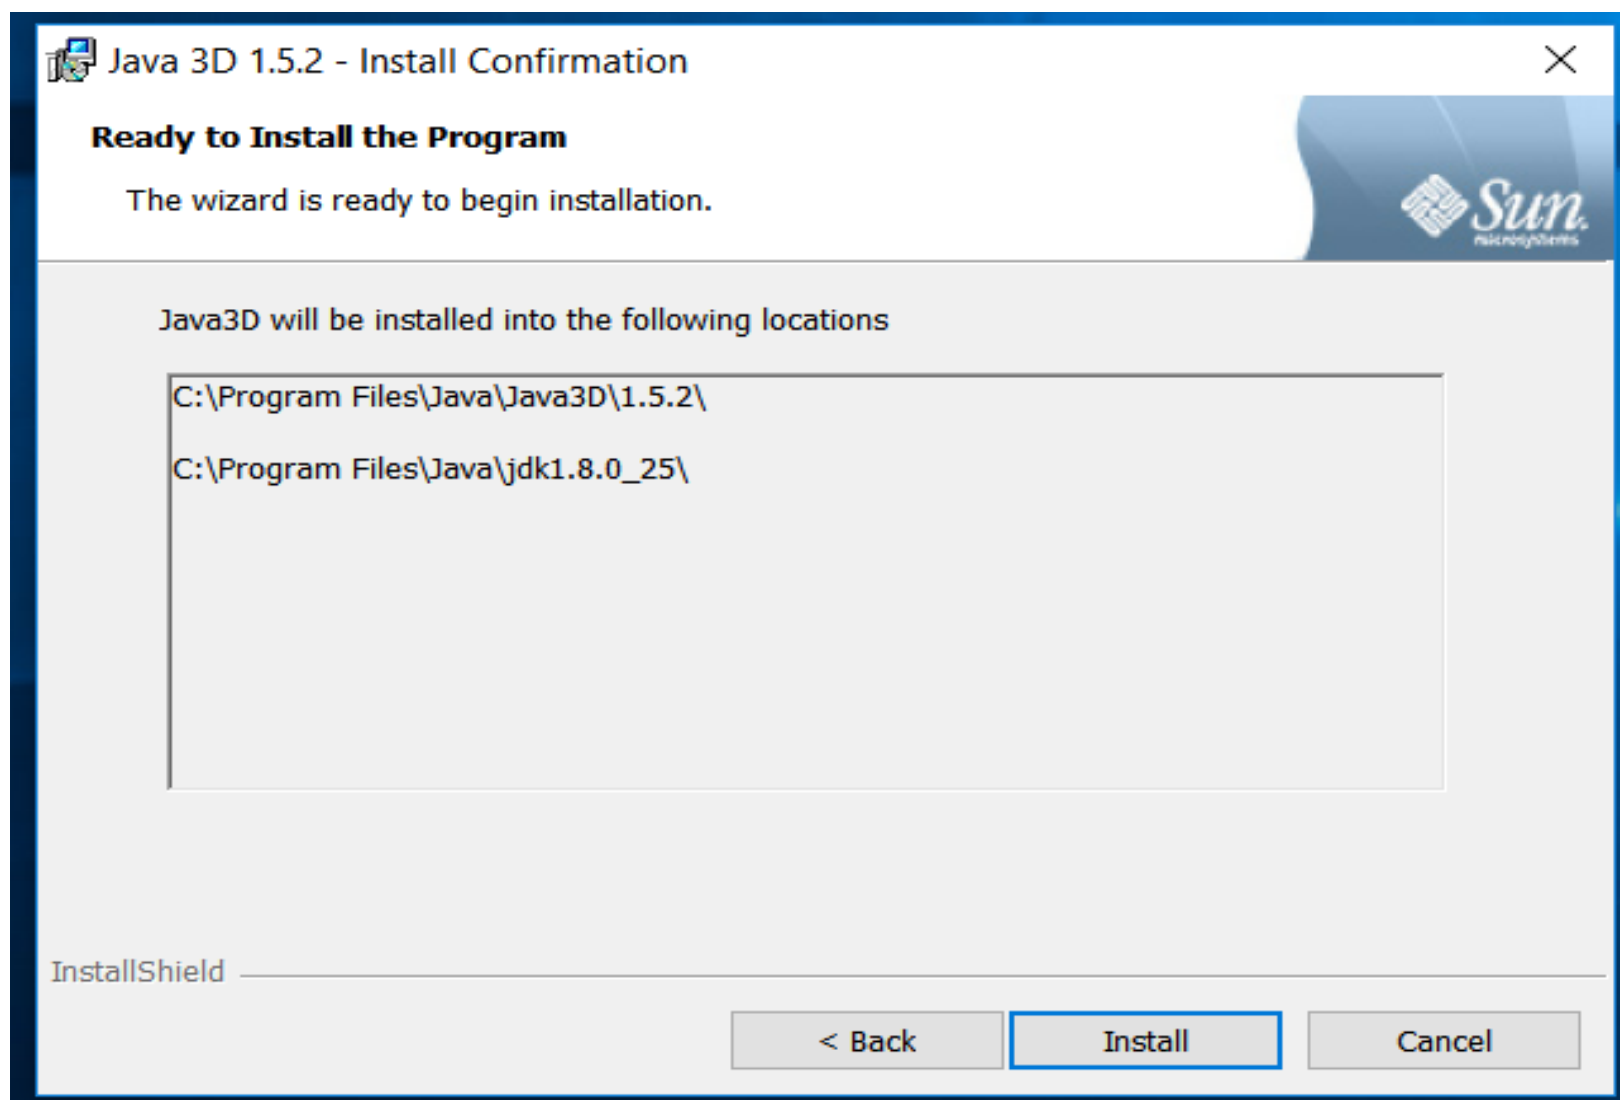 Java 3D 1.5.2 - Install Confirmation
Ready to Install the Program
The wizard is ready to begin installation.
Sun
microsystems
Java3D will be installed into the following locations
C:\Program Files\Java\Java3D\1.5.2\
C:\Program Files\Java\jdk1.8.0_25\
InstallShield
< Back
Install
Cancel